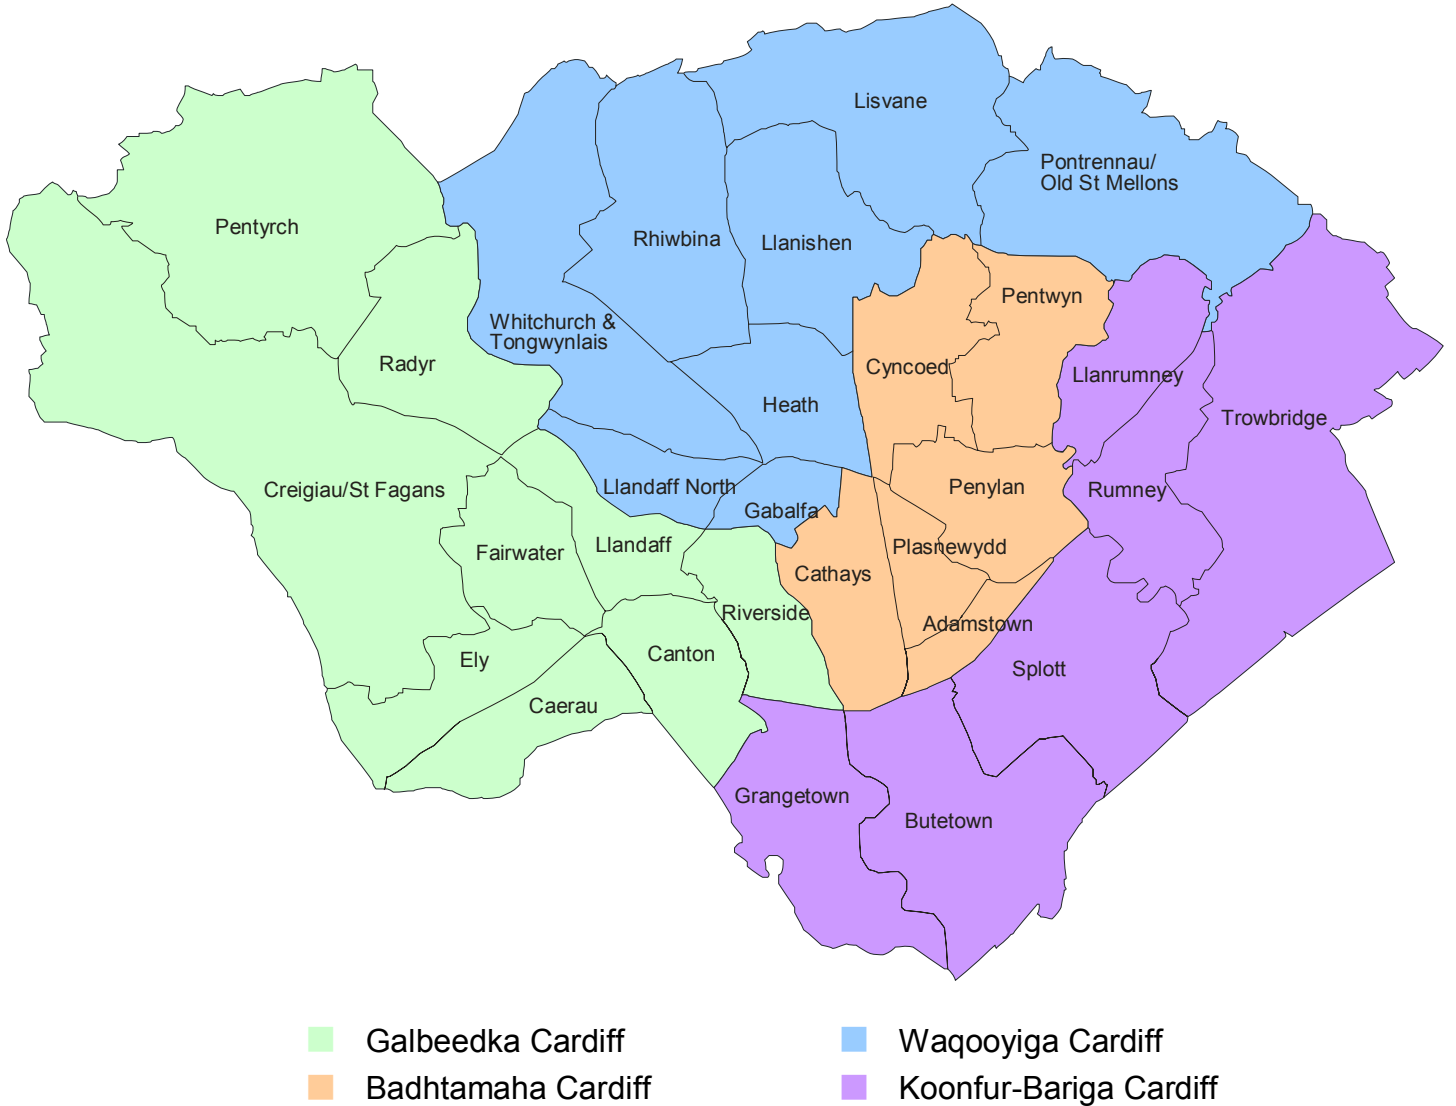 Lisvane
Pontrennau/
Old St Mellons
Pentyrch
Rhiwbina
Llanishen
Pentwyn
Whitchurch &
Tongwynlais
Radyr
Cyncoed
Llanrumney
Heath
Trowbridge
Creigiau/St Fagans
Llandaff North
Penylan
Rumney
Gabalfa
Fairwater
Llandaff
Plasnewydd
Cathays
Riverside
Adamstown
Ely
Canton
Splott
Caerau
Grangetown
Butetown
Galbeedka Cardiff
Waqooyiga Cardiff
Badhtamaha Cardiff
Koonfur-Bariga Cardiff